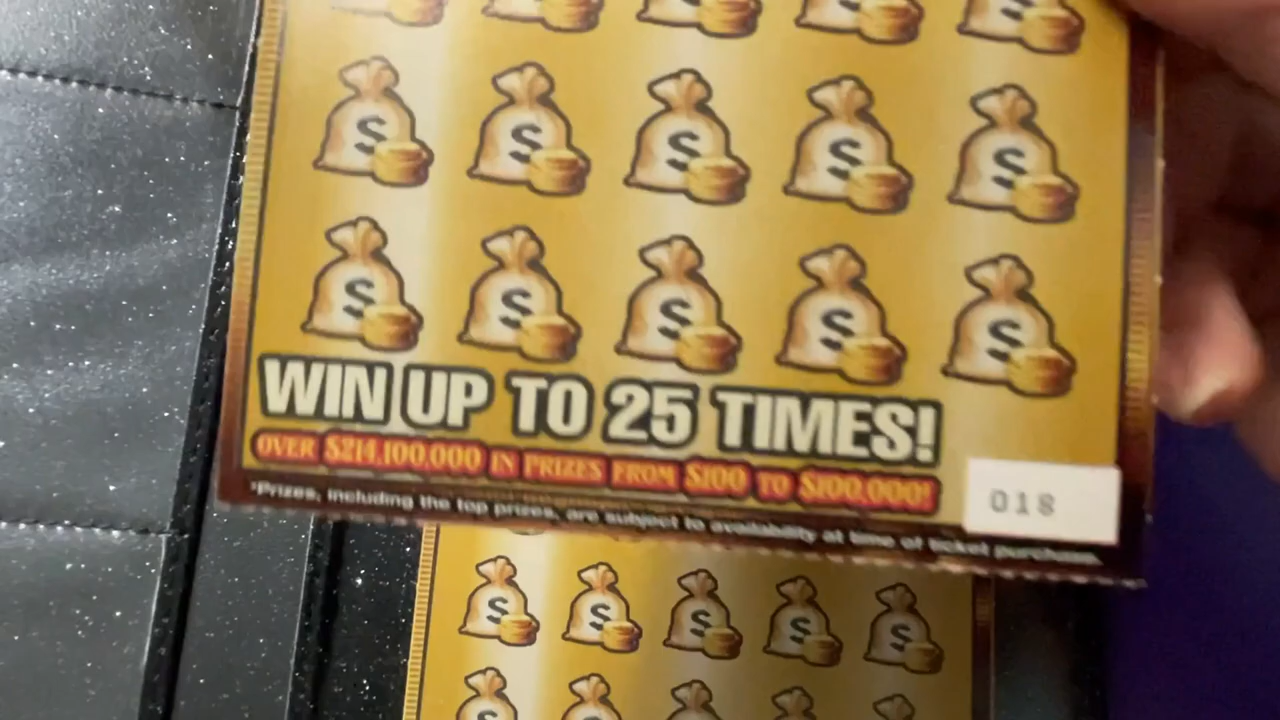 $ $ $ $ $
$ $ $ $ $
$ $ $ $ $
WIN UP TO 25 TIMES!
OVER $214,100,000 IN PRIZES FROM $100 TO $100,000!
018
*Prizes, including the top prizes, are subject to availability at time of ticket purchase.
$ $ $ $ $
$ $ $ $ $